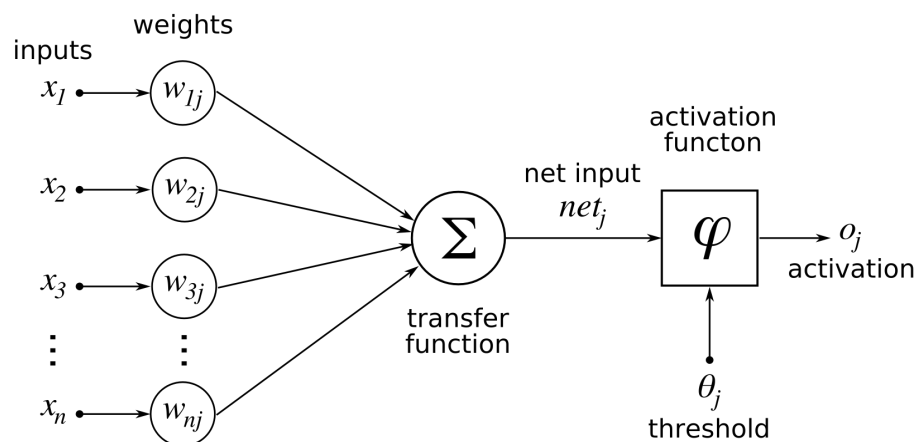 weights
inputs
x1
w1j
activation
functon
x2
w2j
net input
netj
Σ
φ
oj
activation
x3
w3j
transfer
function
⋮
⋮
θj
xn
wnj
threshold